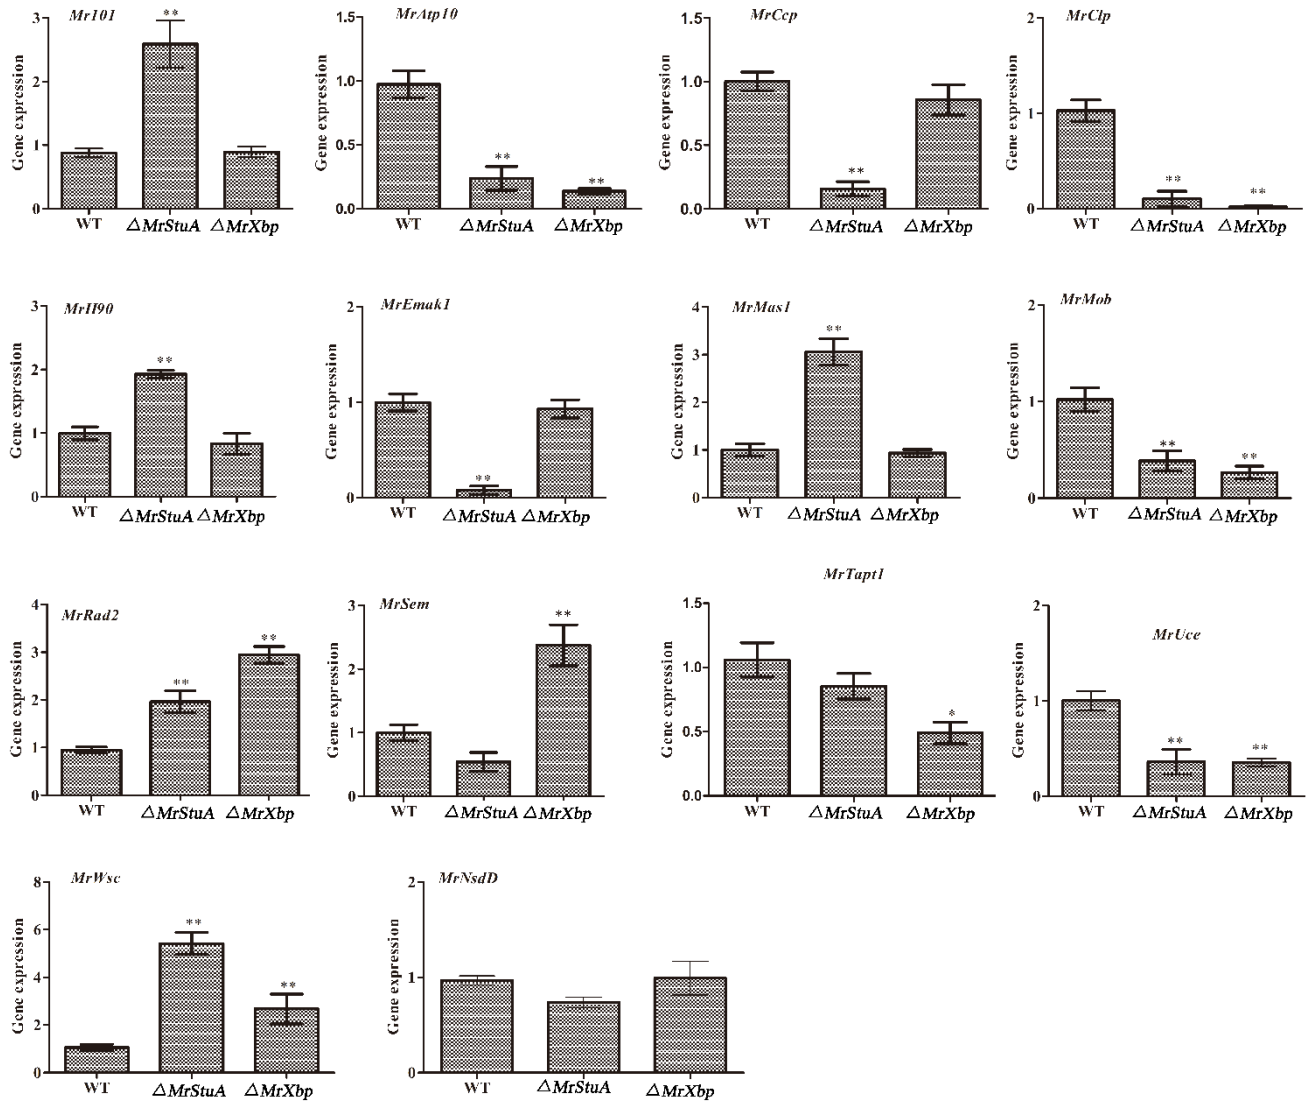 Mr101
Gene expression
3
2
1
0
**
WT
△MrStuA
△MrXbp
MrAtp10
Gene expression
1.5
1.0
0.5
0.0
**
**
WT
△MrStuA
△MrXbp
MrCcp
Gene expression
1.5
1.0
0.5
0.0
**
WT
△MrStuA
△MrXbp
MrClp
Gene expression
2
1
0
**
**
WT
△MrStuA
△MrXbp
MrH90
Gene expression
3
2
1
0
**
WT
△MrStuA
△MrXbp
MrEmak1
Gene expression
2
1
0
**
WT
△MrStuA
△MrXbp
MrMas1
Gene expression
4
3
2
1
0
**
WT
△MrStuA
△MrXbp
MrMob
Gene expression
2
1
0
**
**
WT
△MrStuA
△MrXbp
MrRad2
Gene expression
4
3
2
1
0
**
**
WT
△MrStuA
△MrXbp
MrSem
Gene expression
3
2
1
0
**
WT
△MrStuA
△MrXbp
MrTapt1
Gene expression
1.5
1.0
0.5
0.0
*
WT
△MrStuA
△MrXbp
MrUce
Gene expression
2
1
0
**
**
WT
△MrStuA
△MrXbp
MrWsc
Gene expression
8
6
4
2
0
**
**
WT
△MrStuA
△MrXbp
MrNsdD
Gene expression
2
1
0
WT
△MrStuA
△MrXbp